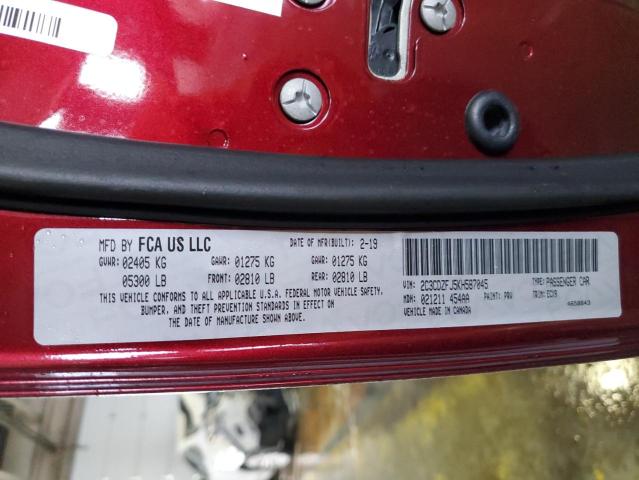 MFD BY FCA US LLC DATE OF MFR(BUILT): 2-19
GVWR: 02405 KG GAWR: 01275 KG GAWR: 01275 KG
05300 LB FRONT: 02810 LB REAR: 02810 LB
THIS VEHICLE CONFORMS TO ALL APPLICABLE U.S.A. FEDERAL MOTOR VEHICLE SAFETY,
BUMPER, AND THEFT PREVENTION STANDARDS IN EFFECT ON
THE DATE OF MANUFACTURE SHOWN ABOVE.
VIN: 2C3CDZFJ5KH587045 TYPE: PASSENGER CAR
MDH: 021211 454AA PAINT: PRV TRIM: ECX9
VEHICLE MADE IN CANADA 4650843